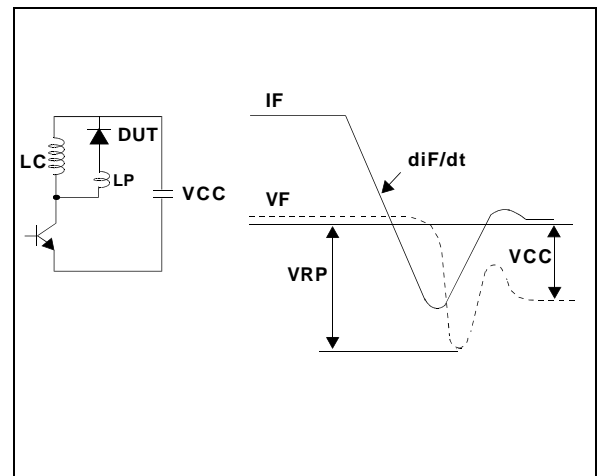 DUT
LC
LP
VCC
IF
diF/dt
VF
VRP
VCC